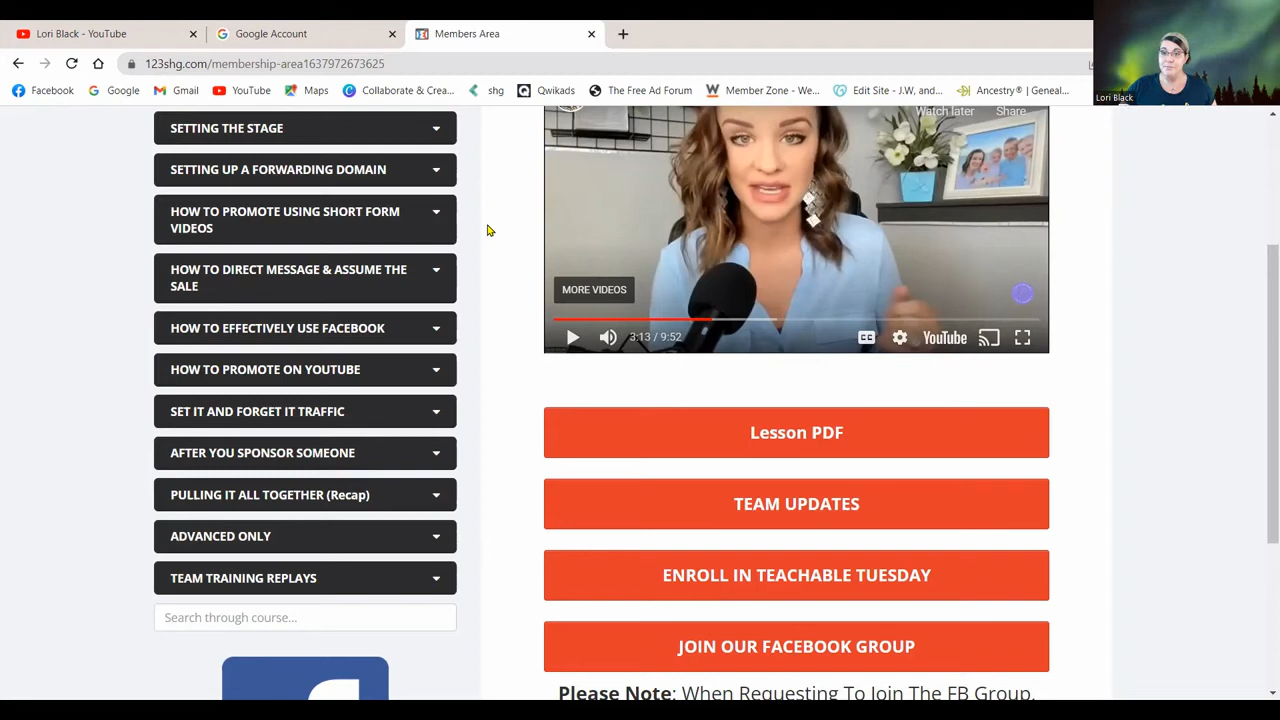 Lori Black - YouTube
Google Account
Members Area
123shg.com/membership-area1637972673625
Facebook
Google
Gmail
YouTube
Maps
Collaborate & Crea...
shg
Qwikads
The Free Ad Forum
Member Zone - We...
Edit Site - J.W, and...
Ancestry® | Geneal...
Lori Black
SETTING THE STAGE
SETTING UP A FORWARDING DOMAIN
HOW TO PROMOTE USING SHORT FORM
VIDEOS
HOW TO DIRECT MESSAGE & ASSUME THE
SALE
HOW TO EFFECTIVELY USE FACEBOOK
HOW TO PROMOTE ON YOUTUBE
SET IT AND FORGET IT TRAFFIC
AFTER YOU SPONSOR SOMEONE
PULLING IT ALL TOGETHER (Recap)
ADVANCED ONLY
TEAM TRAINING REPLAYS
Search through course...
Watch later
Share
MORE VIDEOS
3:13 / 9:52
CC
YouTube
Lesson PDF
TEAM UPDATES
ENROLL IN TEACHABLE TUESDAY
JOIN OUR FACEBOOK GROUP
Please Note: When Requesting To Join The FB Group,